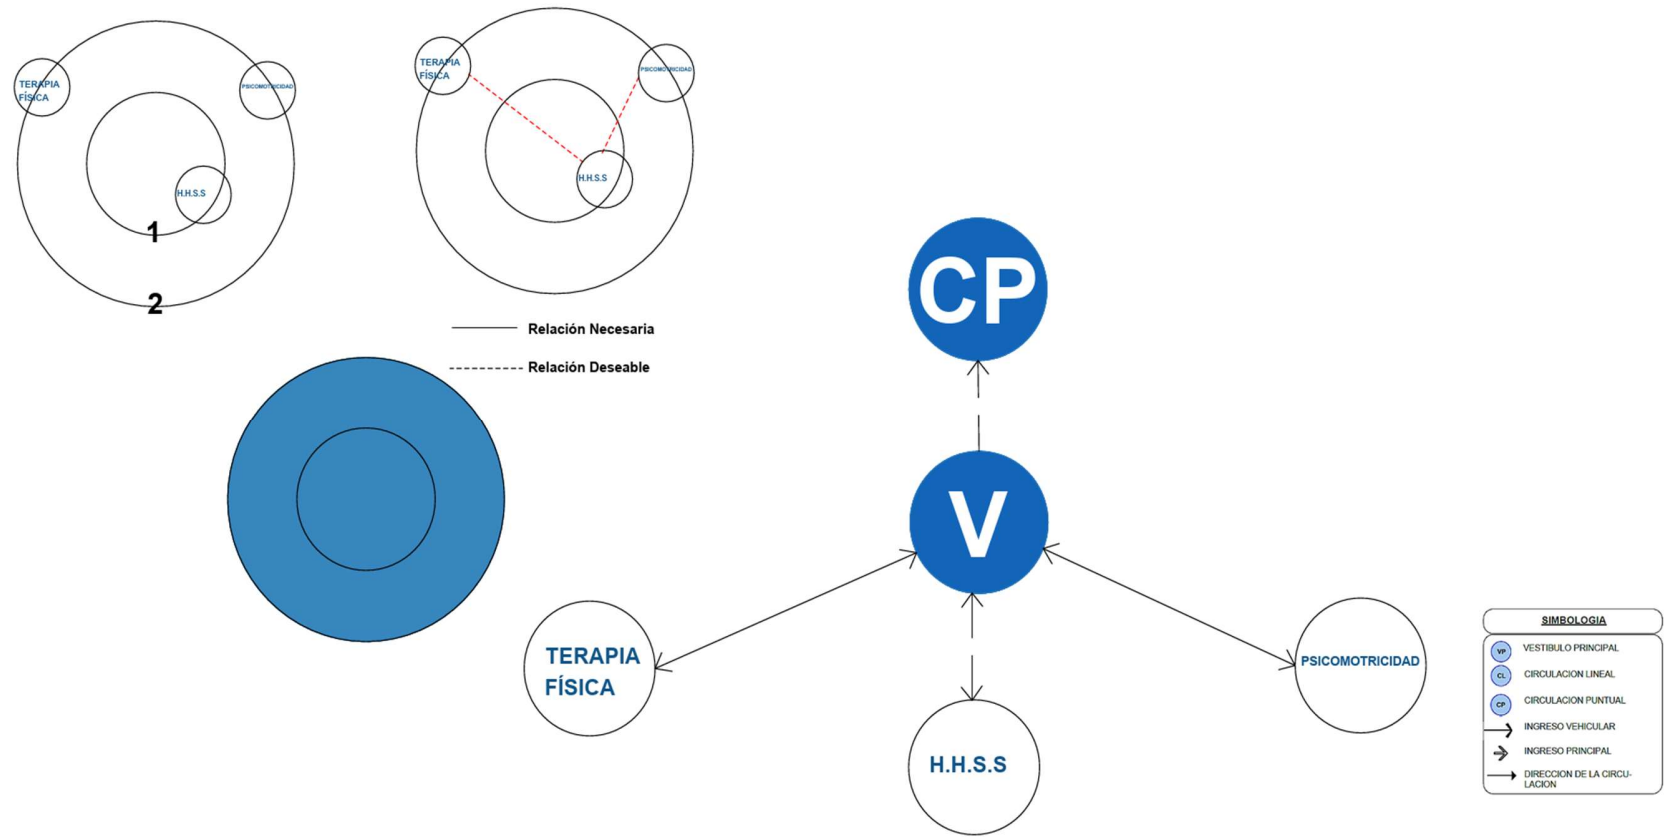 TERAPIA
FÍSICA
PSICOMOTRICIDAD
H.H.S.S
1
2
TERAPIA
FÍSICA
PSICOMOTRICIDAD
H.H.S.S
Relación Necesaria
Relación Deseable
CP
V
TERAPIA
FÍSICA
H.H.S.S
PSICOMOTRICIDAD
SIMBOLOGIA
VP VESTIBULO PRINCIPAL
CL CIRCULACION LINEAL
CP CIRCULACION PUNTUAL
INGRESO VEHICULAR
INGRESO PRINCIPAL
DIRECCION DE LA CIRCU-
LACION